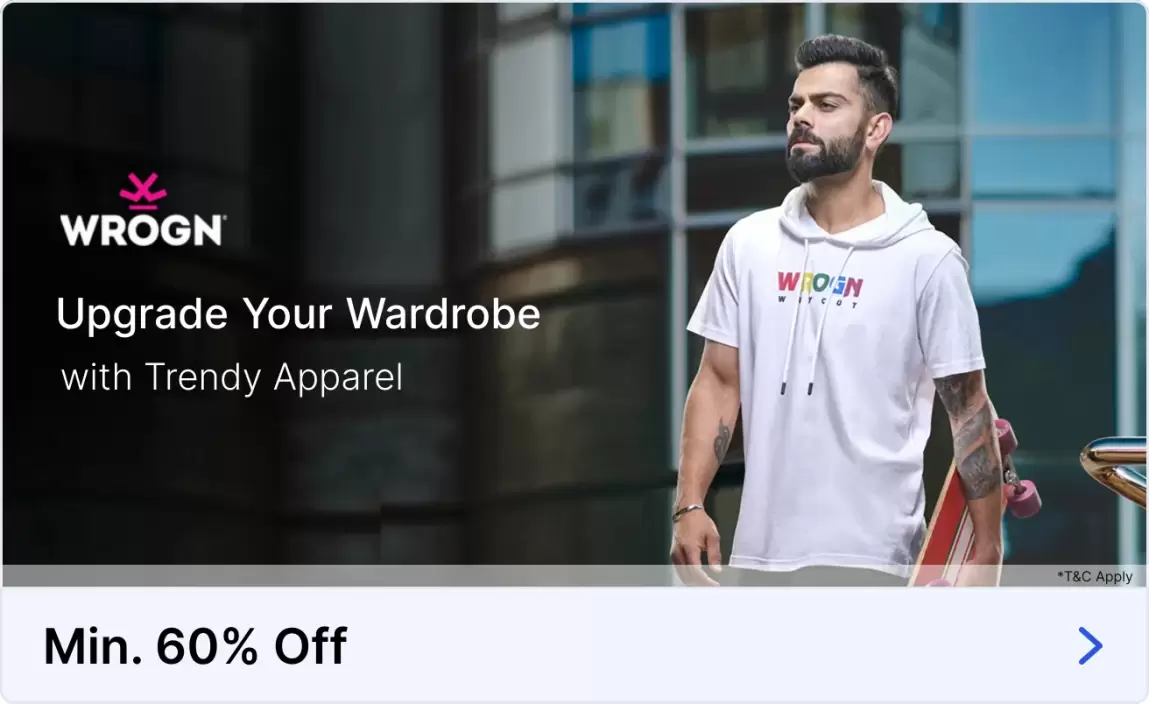 WROGN
Upgrade Your Wardrobe
with Trendy Apparel
WROGN
*T&C Apply
Min. 60% Off